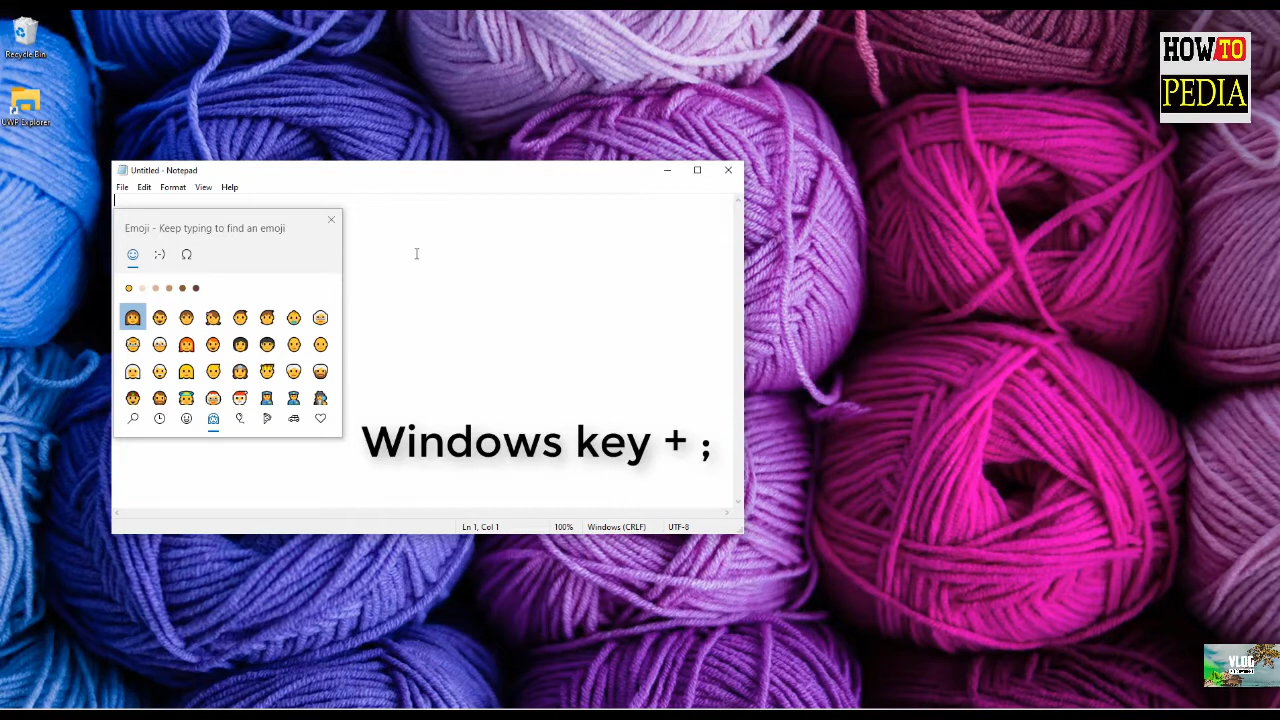 Recycle Bin
UWP Explorer
HOW TO
PEDIA
Untitled - Notepad
File Edit Format View Help
Emoji - Keep typing to find an emoji
;-)
Windows key + ;
Ln 1, Col 1 100% Windows (CRLF) UTF-8
VLOG